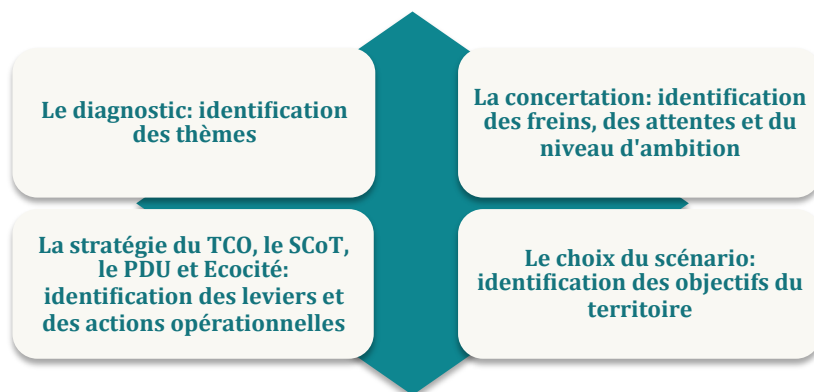 Le diagnostic: identification
des thèmes
La concertation: identification
des freins, des attentes et du
niveau d'ambition
La stratégie du TCO, le SCoT,
le PDU et Ecocité:
identification des leviers et
des actions opérationnelles
Le choix du scénario:
identification des objectifs du
territoire